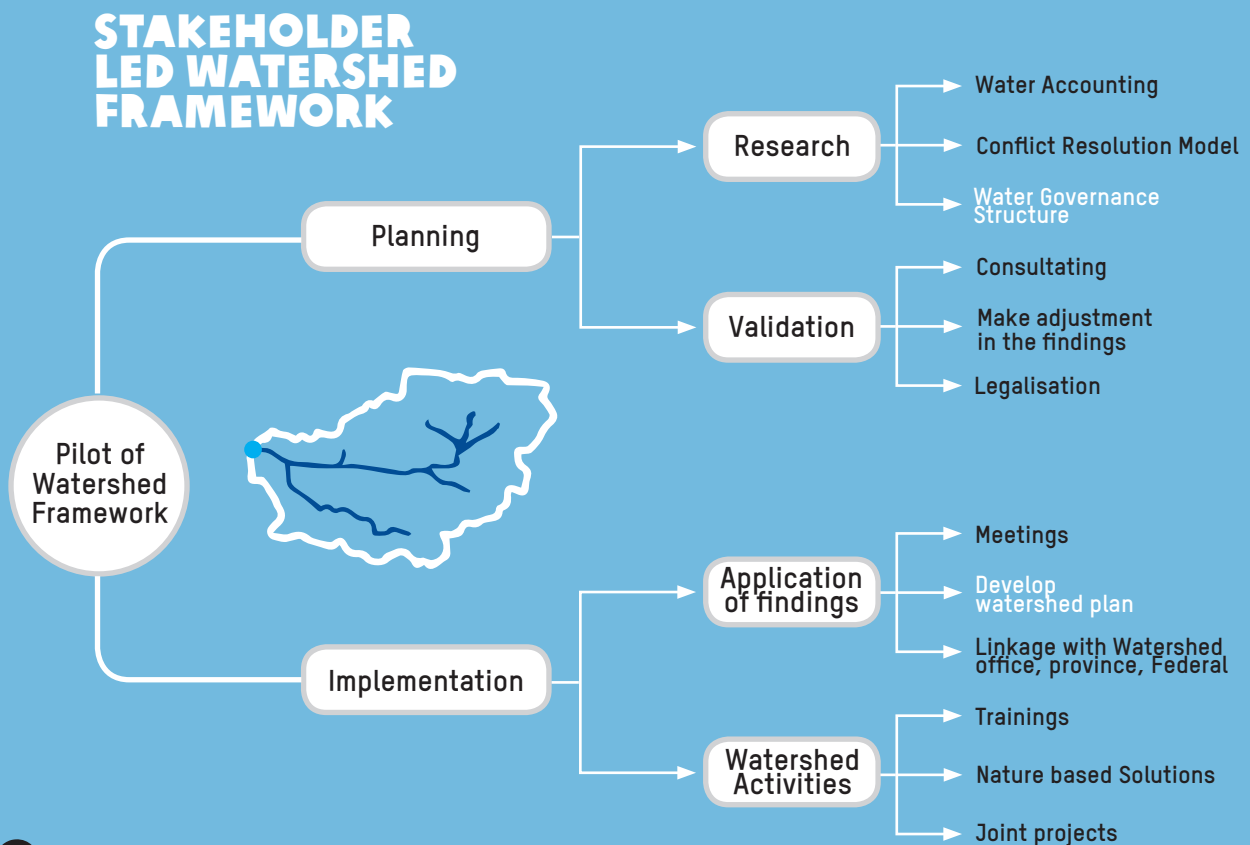 STAKEHOLDER
LED WATERSHED
FRAMEWORK
Pilot of
Watershed
Framework
Planning
Research
Water Accounting
Conflict Resolution Model
Water Governance
Structure
Validation
Consultating
Make adjustment
in the findings
Legalisation
Implementation
Application
of findings
Meetings
Develop
watershed plan
Linkage with Watershed
office, province, Federal
Watershed
Activities
Trainings
Nature based Solutions
Joint projects